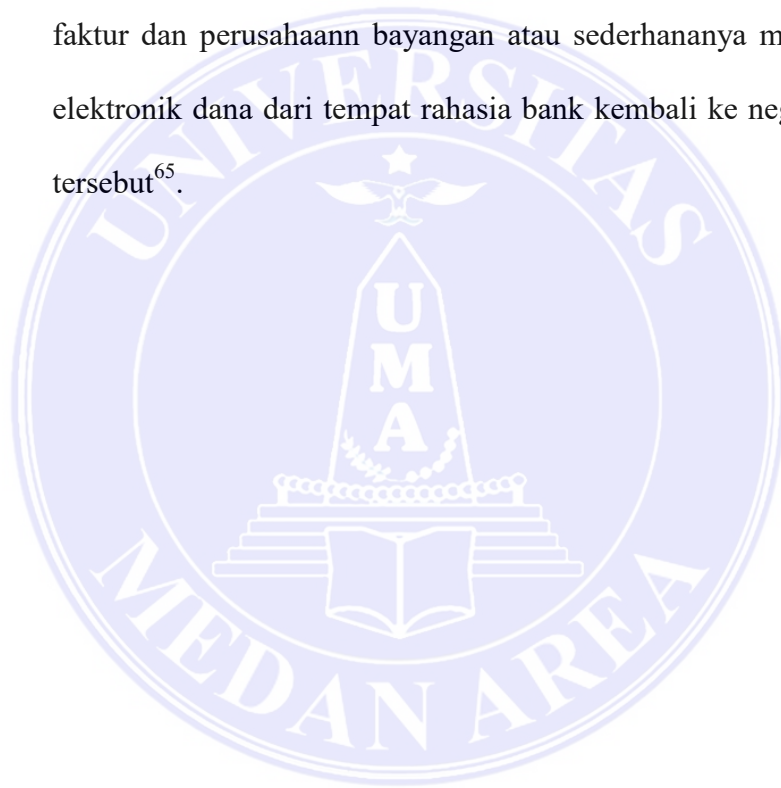 faktur dan perusahaann bayangan atau sederhananya m
elektronik dana dari tempat rahasia bank kembali ke neg
tersebut⁶⁵.
UNIVERSITAS
UMA
MEDAN AREA